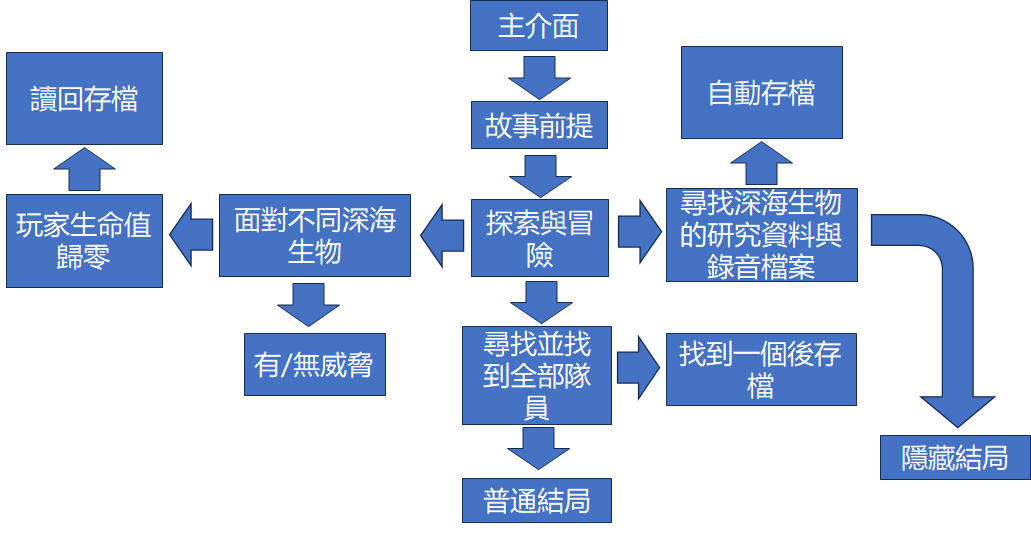 主介面
讀回存檔
自動存檔
故事前提
玩家生命值
歸零
面對不同深海
生物
探索與冒
險
尋找深海生物
的研究資料與
錄音檔案
有/無威脅
尋找並找
到全部隊
員
找到一個後存
檔
隱藏結局
普通結局